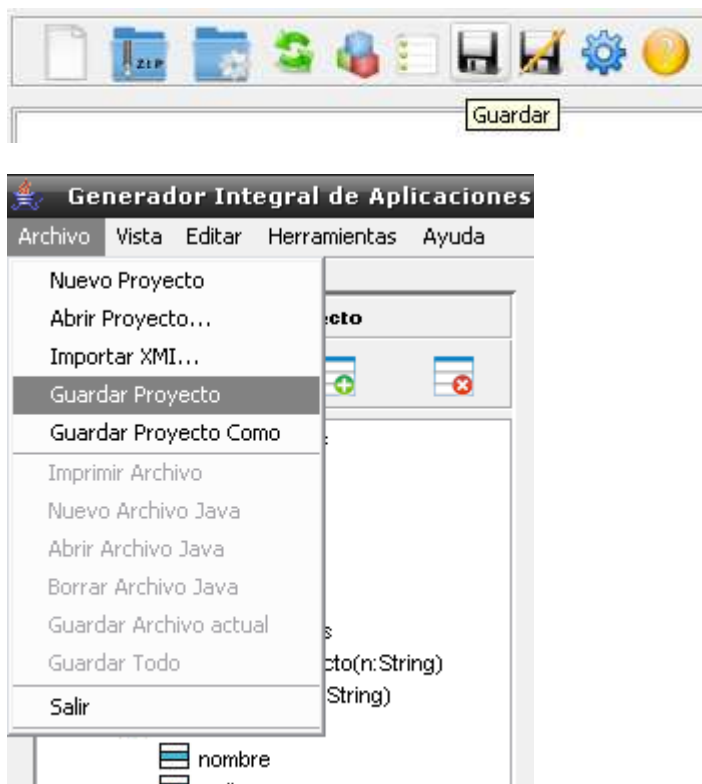 ZIP
Guardar
Generador Integral de Aplicaciones
Archivo Vista Editar Herramientas Ayuda
Nuevo Proyecto
Abrir Proyecto...
ecto
Importar XMI...
Guardar Proyecto
Guardar Proyecto Como
Imprimir Archivo
Nuevo Archivo Java
Abrir Archivo Java
Borrar Archivo Java
Guardar Archivo actual
s
Guardar Todo
cto(n:String)
Salir
String)
nombre